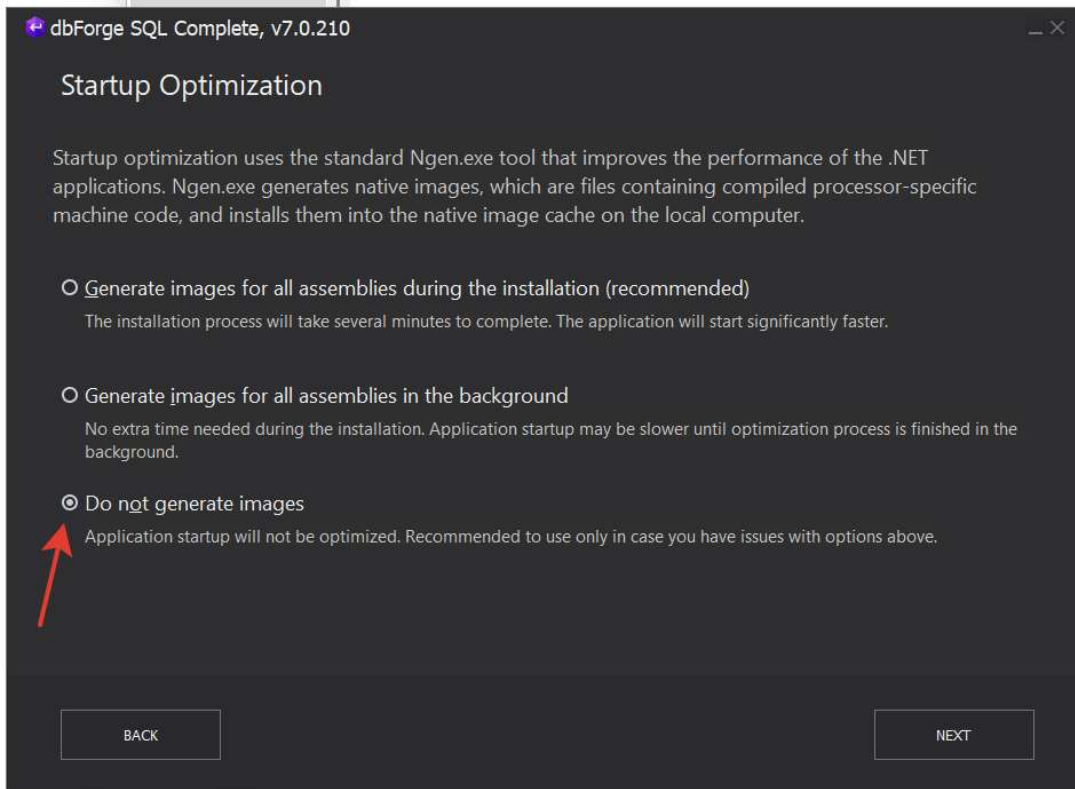 dbForge SQL Complete, v7.0.210
Startup Optimization
Startup optimization uses the standard Ngen.exe tool that improves the performance of the .NET
applications. Ngen.exe generates native images, which are files containing compiled processor-specific
machine code, and installs them into the native image cache on the local computer.
Generate images for all assemblies during the installation (recommended)
The installation process will take several minutes to complete. The application will start significantly faster.
Generate images for all assemblies in the background
No extra time needed during the installation. Application startup may be slower until optimization process is finished in the
background.
Do not generate images
Application startup will not be optimized. Recommended to use only in case you have issues with options above.
BACK
NEXT